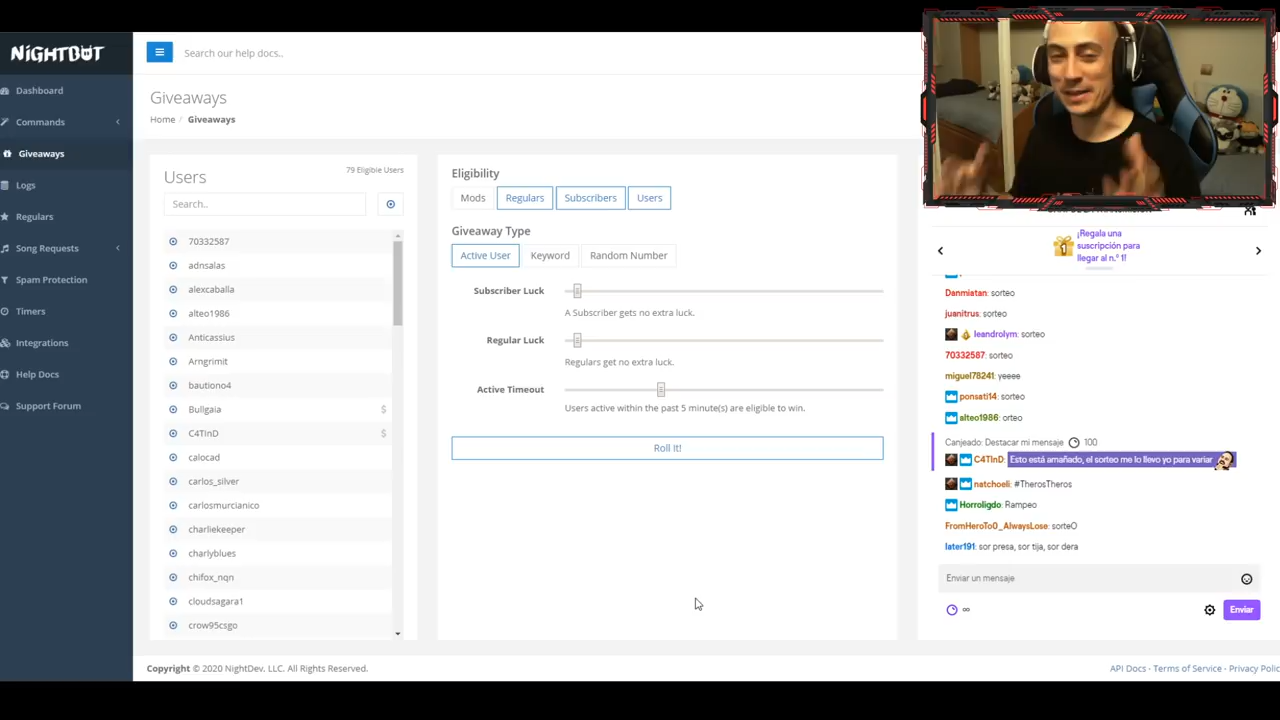 NiGHTBOT
Dashboard
Commands
Giveaways
Logs
Regulars
Song Requests
Spam Protection
Timers
Integrations
Help Docs
Support Forum
Search our help docs..
Giveaways
Home / Giveaways
Users
79 Eligible Users
Search..
70332587
adnsalas
alexcaballa
alteo1986
Anticassius
Arngrimit
bautiono4
Bullgaia $
C4TInD $
calocad
carlos_silver
carlosmurcianico
charliekeeper
charlyblues
chifox_nqn
cloudsagara1
crow95csgo
Eligibility
Mods Regulars Subscribers Users
Giveaway Type
Active User Keyword Random Number
Subscriber Luck
A Subscriber gets no extra luck.
Regular Luck
Regulars get no extra luck.
Active Timeout
Users active within the past 5 minute(s) are eligible to win.
Roll It!
¡Regala una
suscripción para
llegar al n.º 1!
Danmiatan: sorteo
juanitrus: sorteo
leandrolym: sorteo
70332587: sorteo
miguel78241: yeeee
ponsati14: sorteo
alteo1986: orteo
Canjeado: Destacar mi mensaje 100
C4TInD: Esto está amañado, el sorteo me lo llevo yo para variar
natchoeli: #TherosTheros
Horroligdo: Rampeo
FromHeroTo0_AlwaysLose: sorteO
later191: sor presa, sor tija, sor dera
Enviar un mensaje
∞
Enviar
Copyright © 2020 NightDev, LLC. All Rights Reserved.
API Docs - Terms of Service - Privacy Polic